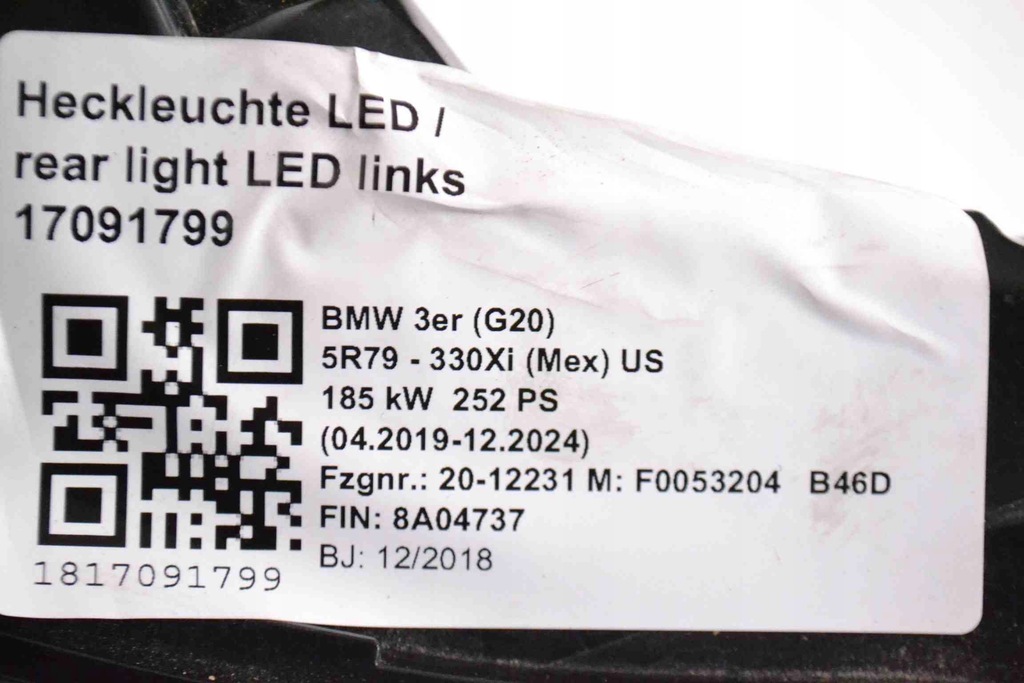 Heckleuchte LED /
rear light LED links
17091799
BMW 3er (G20)
5R79 - 330Xi (Mex) US
185 kW 252 PS
(04.2019-12.2024)
Fzgnr.: 20-12231 M: F0053204 B46D
FIN: 8A04737
BJ: 12/2018
1817091799